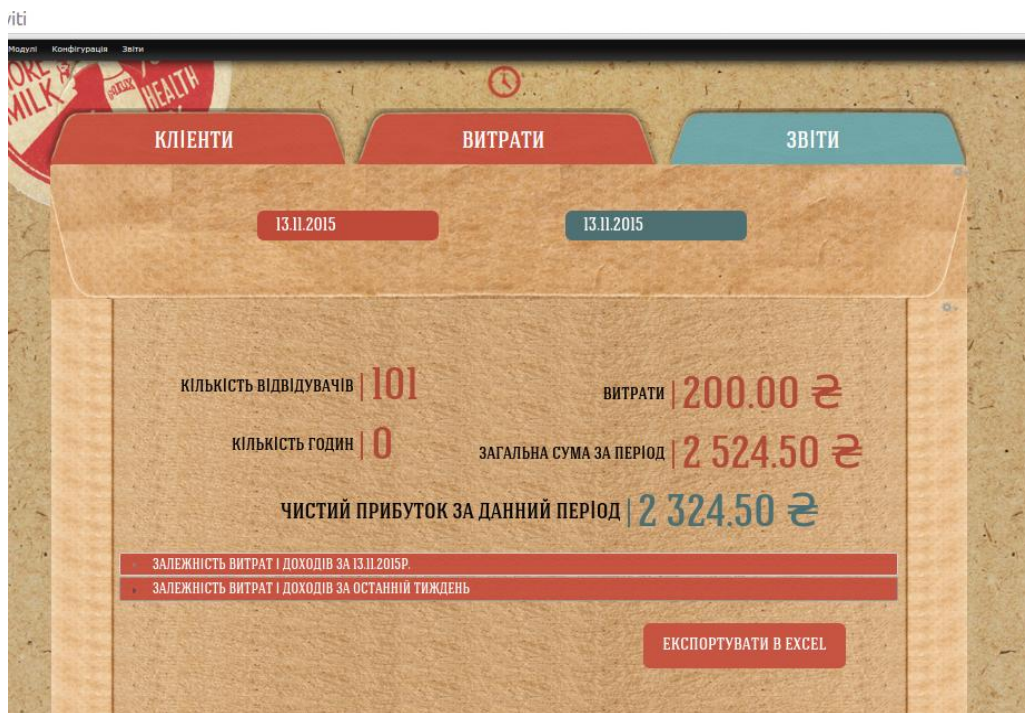 Модулі Конфігурація Звіти
MILK
HEALTH
КЛІЕНТИ ВИТРАТИ ЗВІТИ
13.11.2015 13.11.2015
КІЛЬКІСТЬ ВІДВІДУВАЧІВ | 101
ВИТРАТИ | 200.00 ₴
КІЛЬКІСТЬ ГОДИН | 0
ЗАГАЛЬНА СУМА ЗА ПЕРІОД | 2 524.50 ₴
ЧИСТИЙ ПРИБУТОК ЗА ДАННИЙ ПЕРІОД | 2 324.50 ₴
ЗАЛЕЖНІСТЬ ВИТРАТ І ДОХОДІВ ЗА 13.11.2015Р.
ЗАЛЕЖНІСТЬ ВИТРАТ І ДОХОДІВ ЗА ОСТАННІЙ ТИЖДЕНЬ
ЕКСПОРТУВАТИ В EXCEL